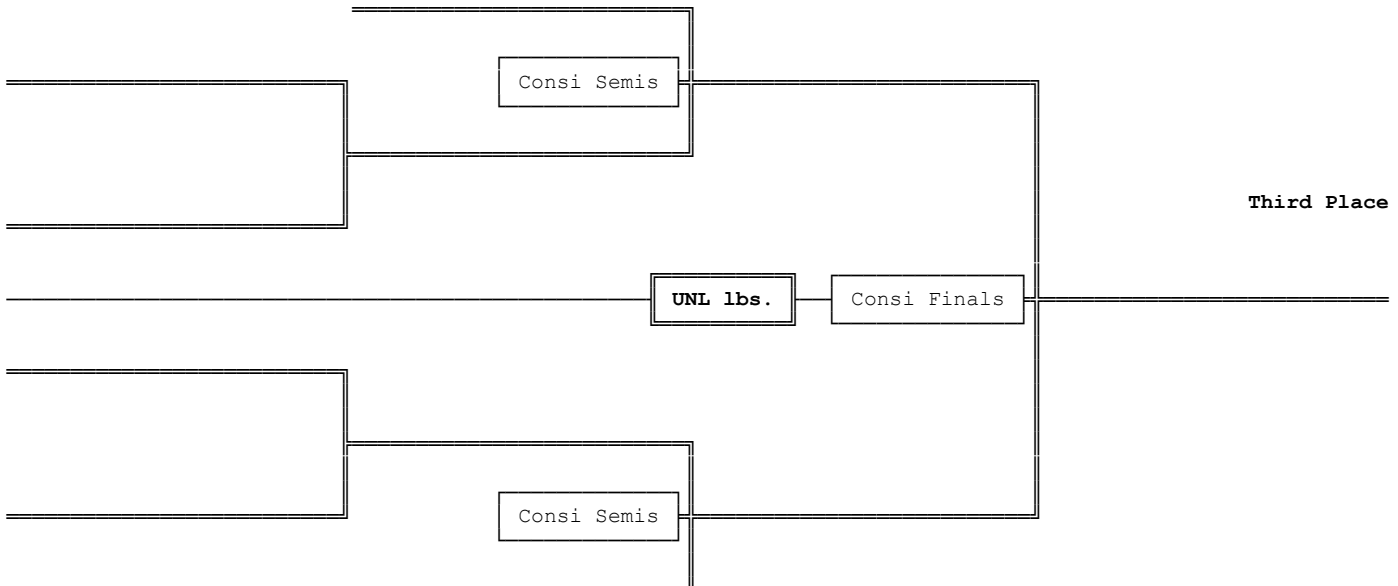 Consi Semis
Third Place
UNL lbs.
Consi Finals
Consi Semis